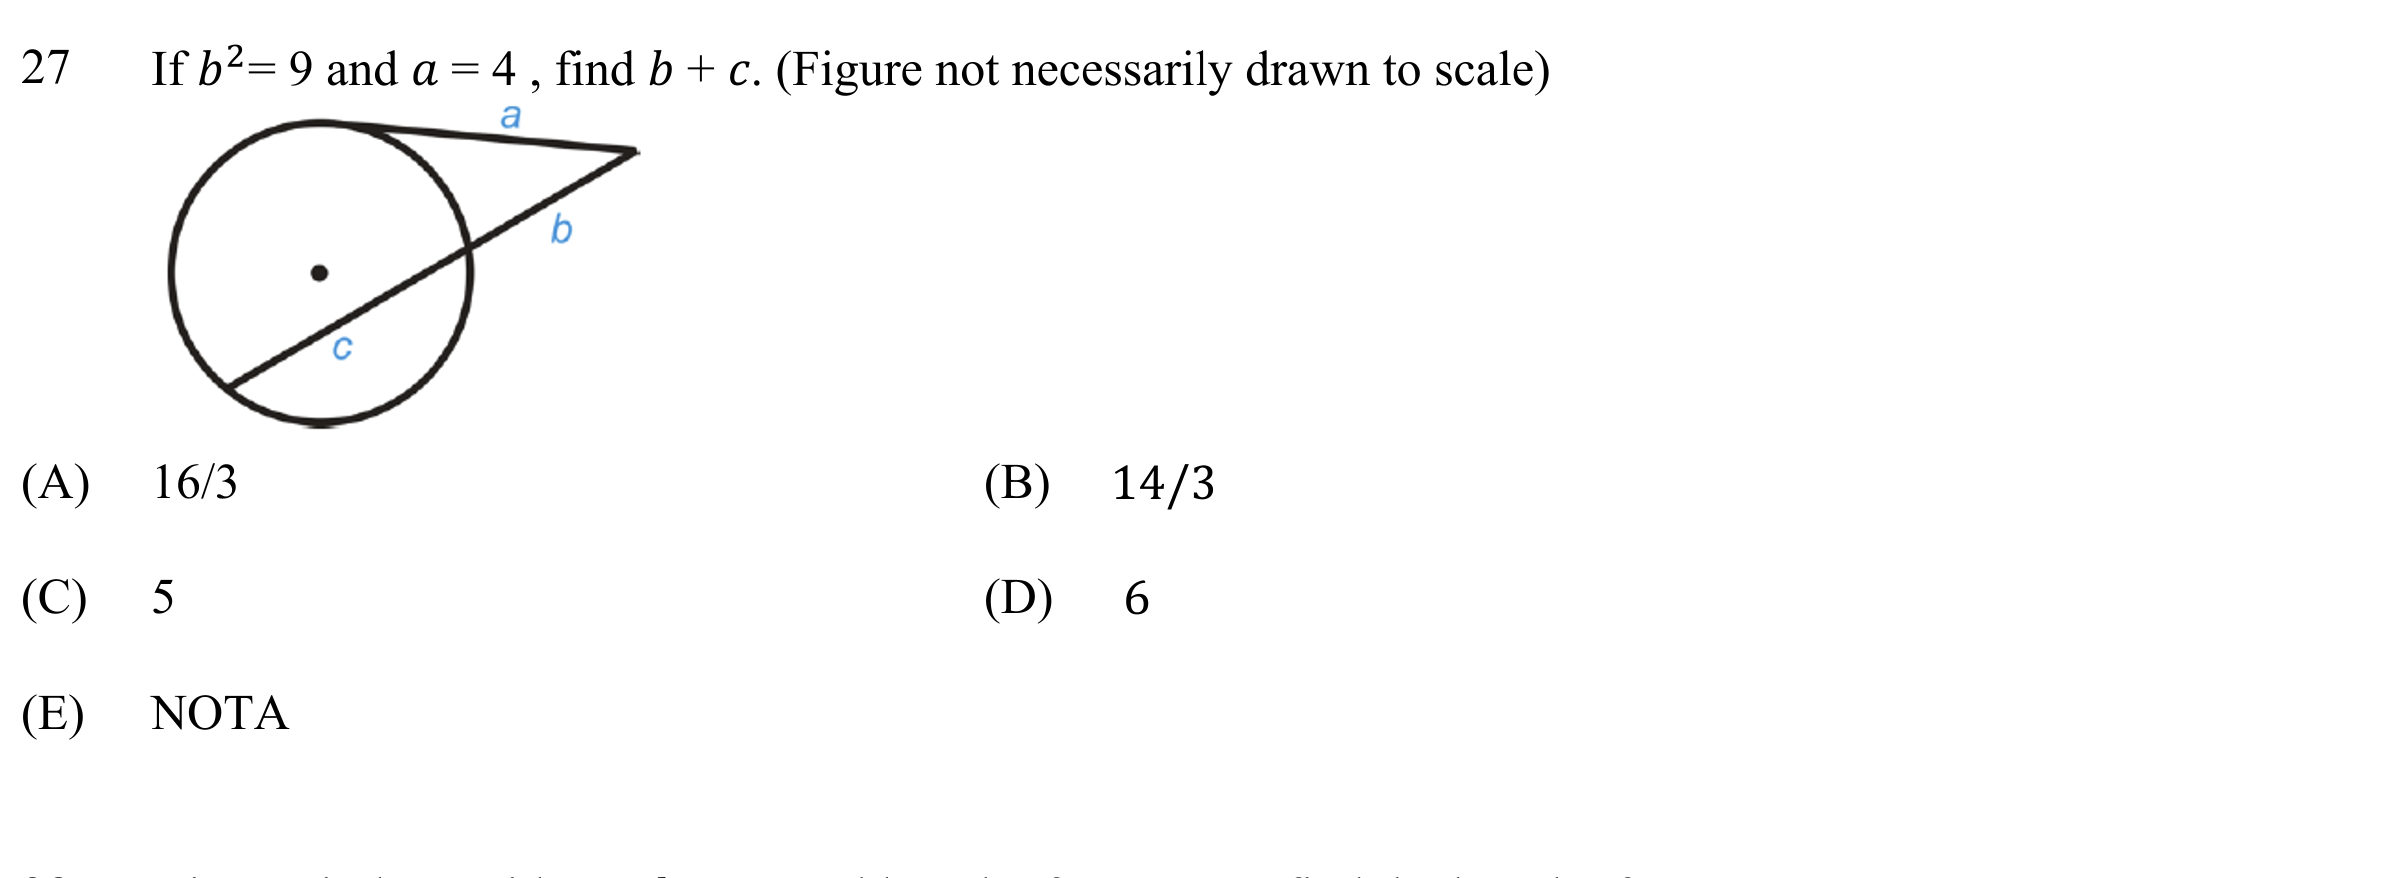 27 If b²= 9 and a = 4 , find b + c. (Figure not necessarily drawn to scale)
a
b
c
(A) 16/3 (B) 14/3
(C) 5 (D) 6
(E) NOTA